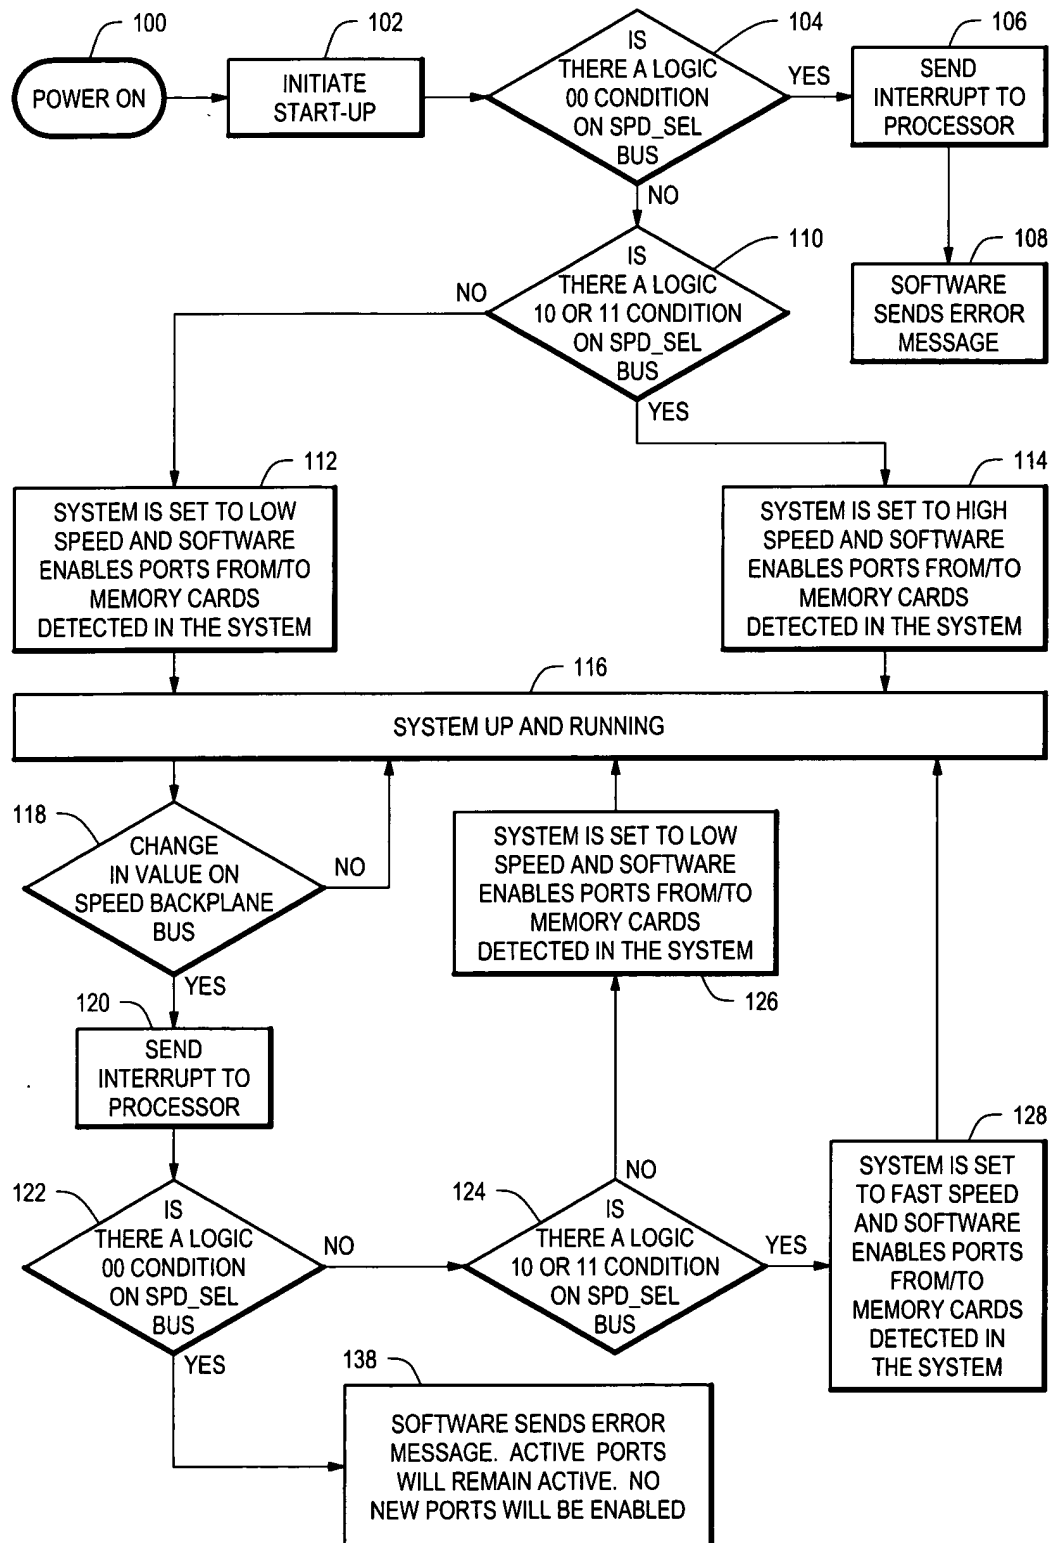 100
POWER ON
102
INITIATE
START-UP
104
IS
THERE A LOGIC
00 CONDITION
ON SPD_SEL
BUS
YES
NO
106
SEND
INTERRUPT TO
PROCESSOR
108
SOFTWARE
SENDS ERROR
MESSAGE
110
IS
THERE A LOGIC
10 OR 11 CONDITION
ON SPD_SEL
BUS
NO
YES
112
SYSTEM IS SET TO LOW
SPEED AND SOFTWARE
ENABLES PORTS FROM/TO
MEMORY CARDS
DETECTED IN THE SYSTEM
114
SYSTEM IS SET TO HIGH
SPEED AND SOFTWARE
ENABLES PORTS FROM/TO
MEMORY CARDS
DETECTED IN THE SYSTEM
116
SYSTEM UP AND RUNNING
118
CHANGE
IN VALUE ON
SPEED BACKPLANE
BUS
NO
YES
SYSTEM IS SET TO LOW
SPEED AND SOFTWARE
ENABLES PORTS FROM/TO
MEMORY CARDS
DETECTED IN THE SYSTEM
126
120
SEND
INTERRUPT TO
PROCESSOR
122
IS
THERE A LOGIC
00 CONDITION
ON SPD_SEL
BUS
NO
YES
124
NO
IS
THERE A LOGIC
10 OR 11 CONDITION
ON SPD_SEL
BUS
YES
128
SYSTEM IS SET
TO FAST SPEED
AND SOFTWARE
ENABLES PORTS
FROM/TO
MEMORY CARDS
DETECTED IN
THE SYSTEM
138
SOFTWARE SENDS ERROR
MESSAGE. ACTIVE PORTS
WILL REMAIN ACTIVE. NO
NEW PORTS WILL BE ENABLED